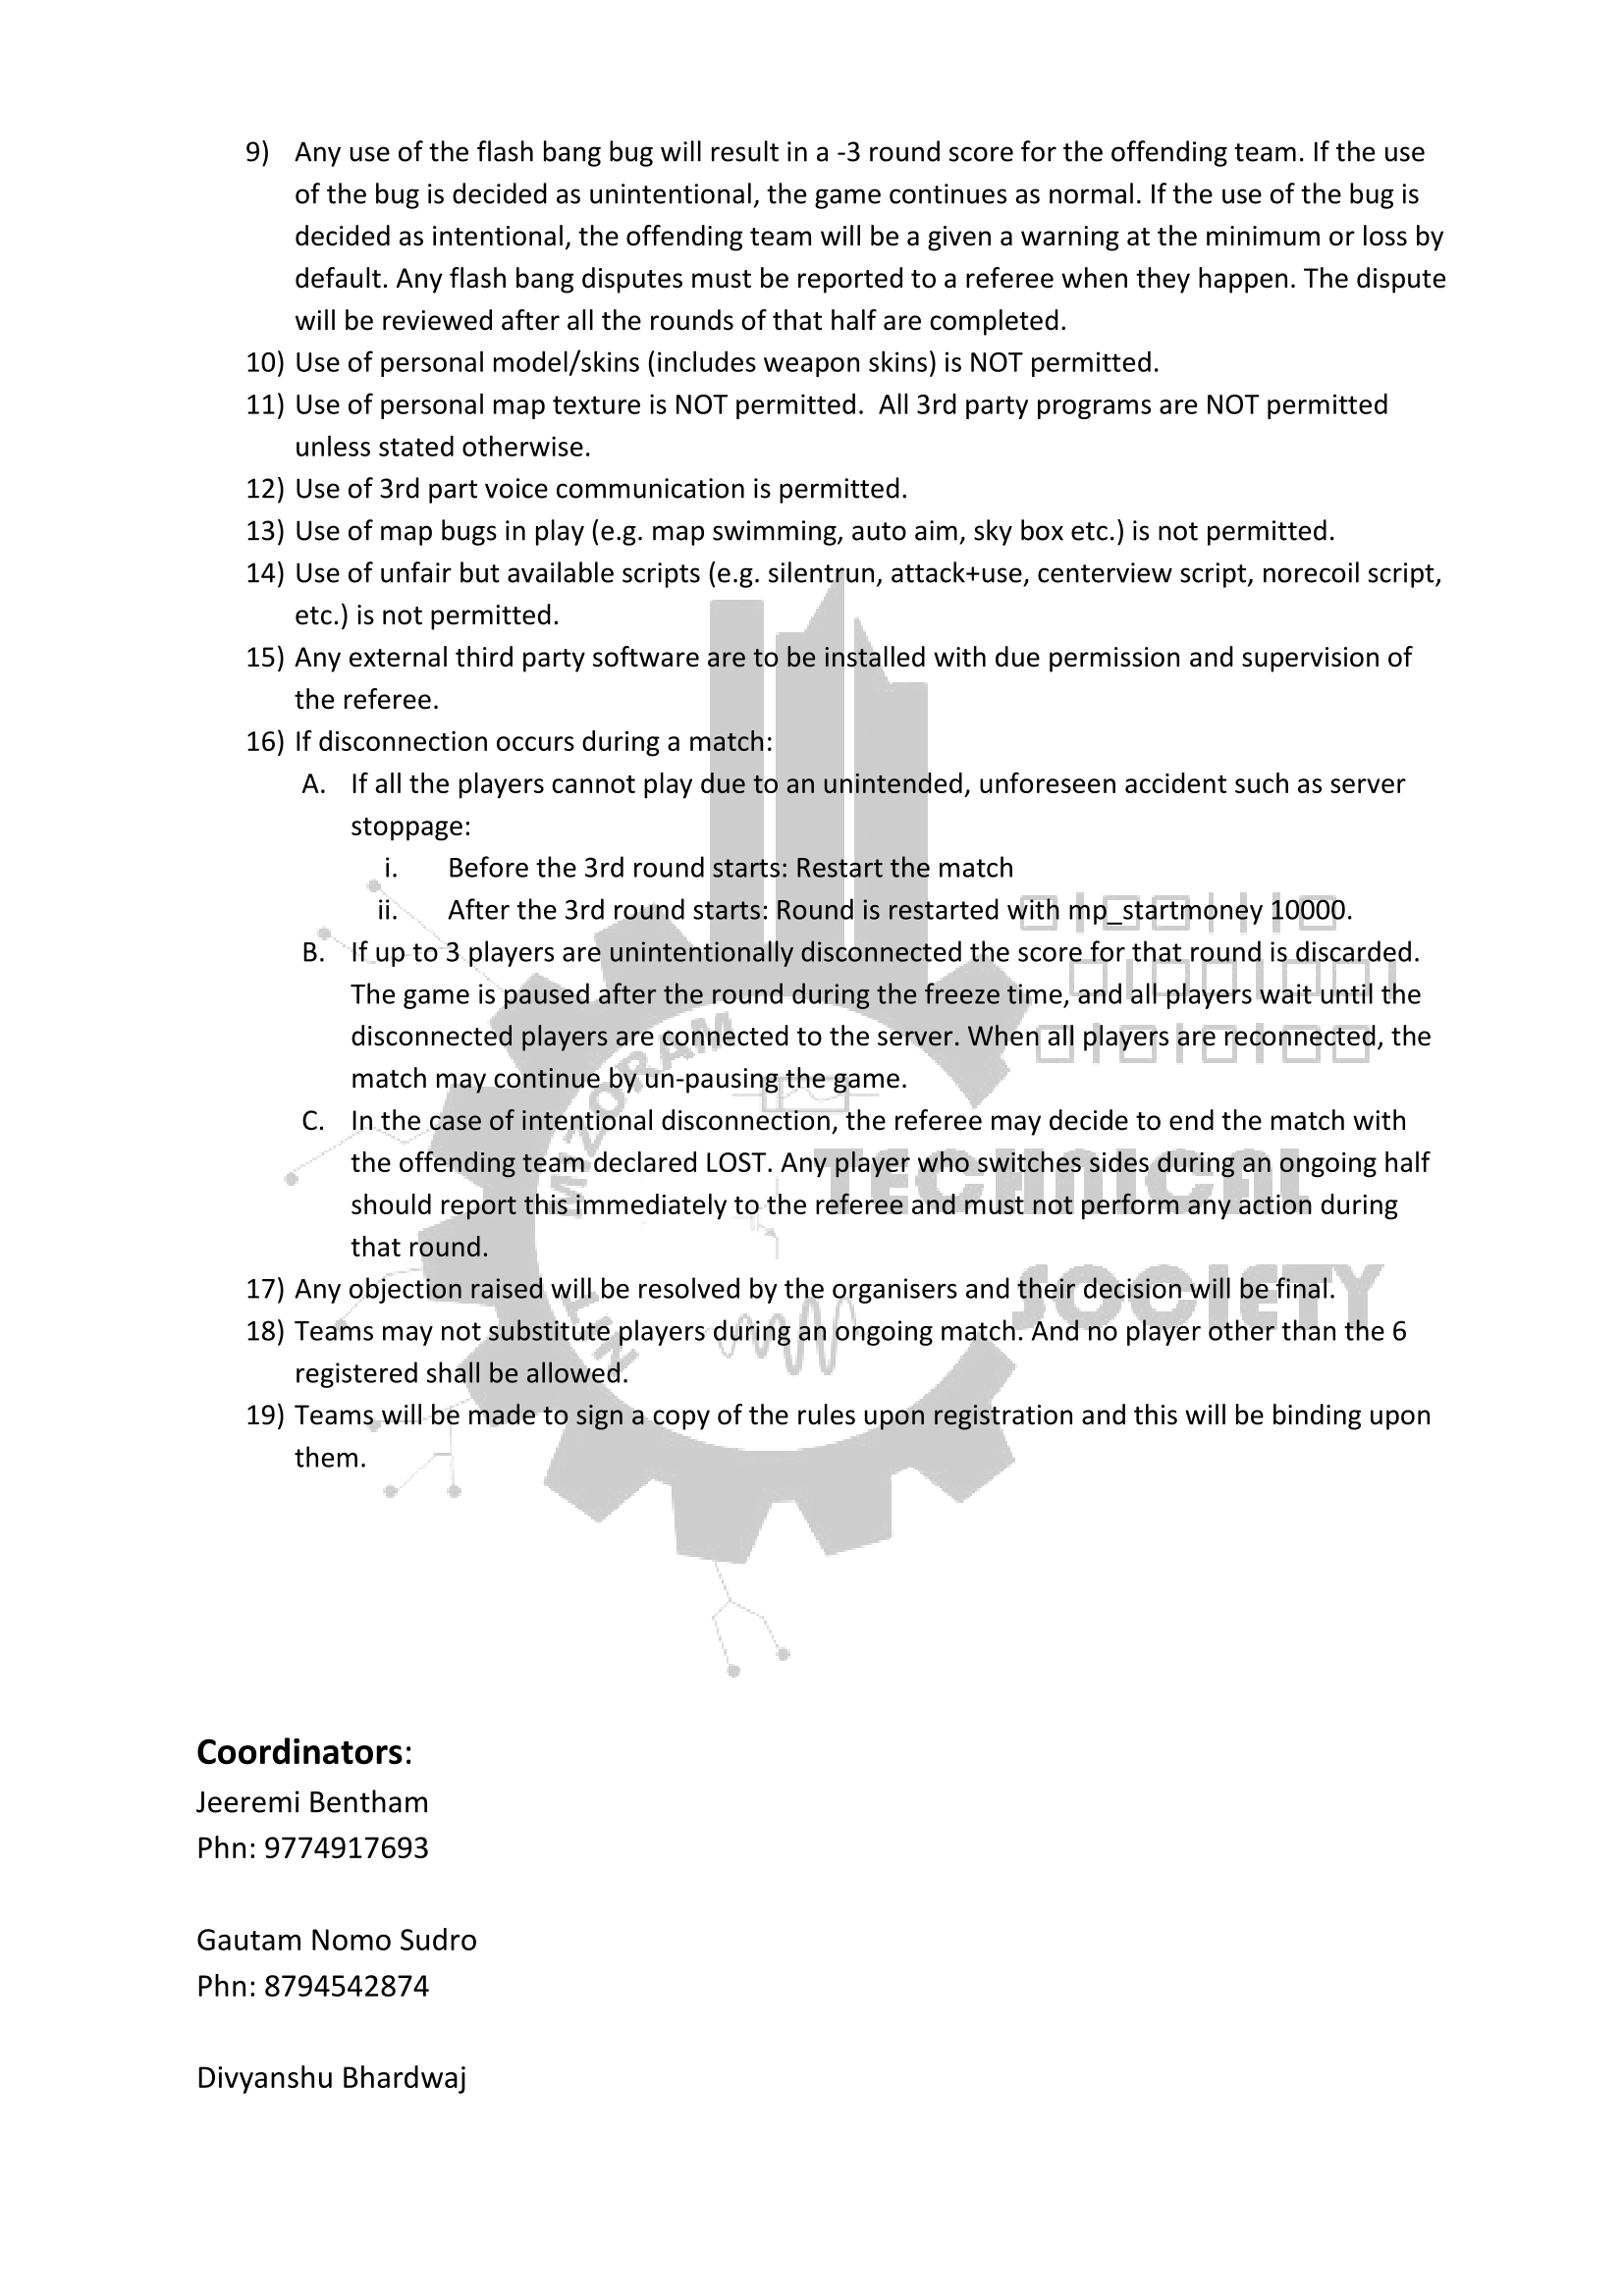 9) Any use of the flash bang bug will result in a -3 round score for the offending team. If the use
of the bug is decided as unintentional, the game continues as normal. If the use of the bug is
decided as intentional, the offending team will be a given a warning at the minimum or loss by
default. Any flash bang disputes must be reported to a referee when they happen. The dispute
will be reviewed after all the rounds of that half are completed.
10) Use of personal model/skins (includes weapon skins) is NOT permitted.
11) Use of personal map texture is NOT permitted.  All 3rd party programs are NOT permitted
unless stated otherwise.
12) Use of 3rd part voice communication is permitted.
13) Use of map bugs in play (e.g. map swimming, auto aim, sky box etc.) is not permitted.
14) Use of unfair but available scripts (e.g. silentrun, attack+use, centerview script, norecoil script,
etc.) is not permitted.
15) Any external third party software are to be installed with due permission and supervision of
the referee.
16) If disconnection occurs during a match:
A. If all the players cannot play due to an unintended, unforeseen accident such as server
stoppage:
i. Before the 3rd round starts: Restart the match
ii. After the 3rd round starts: Round is restarted with mp_startmoney 10000.
B. If up to 3 players are unintentionally disconnected the score for that round is discarded.
The game is paused after the round during the freeze time, and all players wait until the
disconnected players are connected to the server. When all players are reconnected, the
match may continue by un-pausing the game.
C. In the case of intentional disconnection, the referee may decide to end the match with
the offending team declared LOST. Any player who switches sides during an ongoing half
should report this immediately to the referee and must not perform any action during
that round.
17) Any objection raised will be resolved by the organisers and their decision will be final.
18) Teams may not substitute players during an ongoing match. And no player other than the 6
registered shall be allowed.
19) Teams will be made to sign a copy of the rules upon registration and this will be binding upon
them.
NIT MIZORAM
TECHNICAL
SOCIETY
Coordinators:
Jeeremi Bentham
Phn: 9774917693
Gautam Nomo Sudro
Phn: 8794542874
Divyanshu Bhardwaj